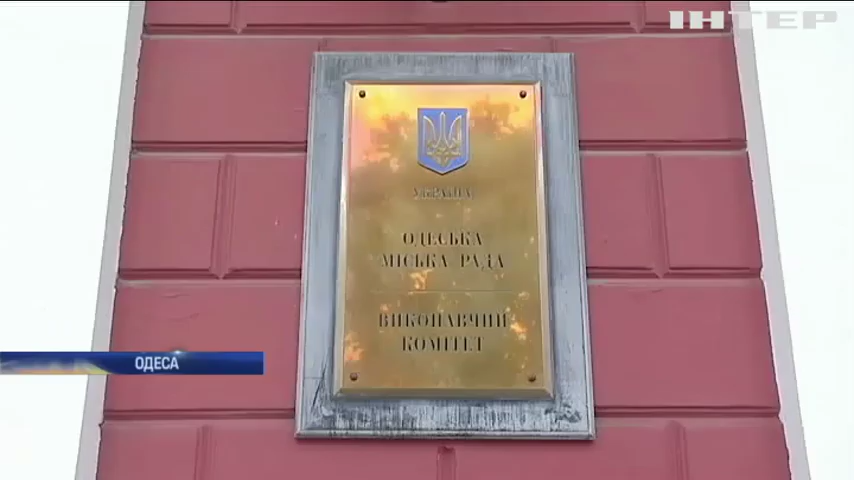 ІНТЕР
УКРАЇНА
ОДЕСЬКА
МІСЬКА РАДА
ВИКОНАВЧИЙ
КОМІТЕТ
ОДЕСА